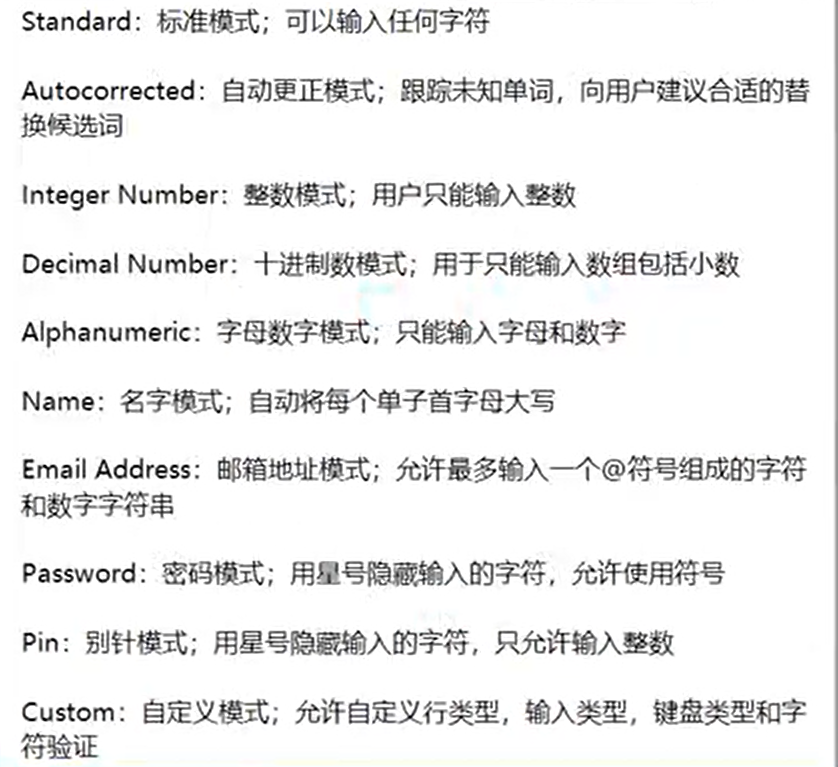 Standard：标准模式；可以输入任何字符
Autocorrected：自动更正模式；跟踪未知单词，向用户建议合适的替
换候选词
Integer Number：整数模式；用户只能输入整数
Decimal Number：十进制数模式；用于只能输入数组包括小数
Alphanumeric：字母数字模式；只能输入字母和数字
Name：名字模式；自动将每个单子首字母大写
Email Address：邮箱地址模式；允许最多输入一个@符号组成的字符
和数字字符串
Password：密码模式；用星号隐藏输入的字符，允许使用符号
Pin：别针模式；用星号隐藏输入的字符，只允许输入整数
Custom：自定义模式；允许自定义行类型，输入类型，键盘类型和字
符验证